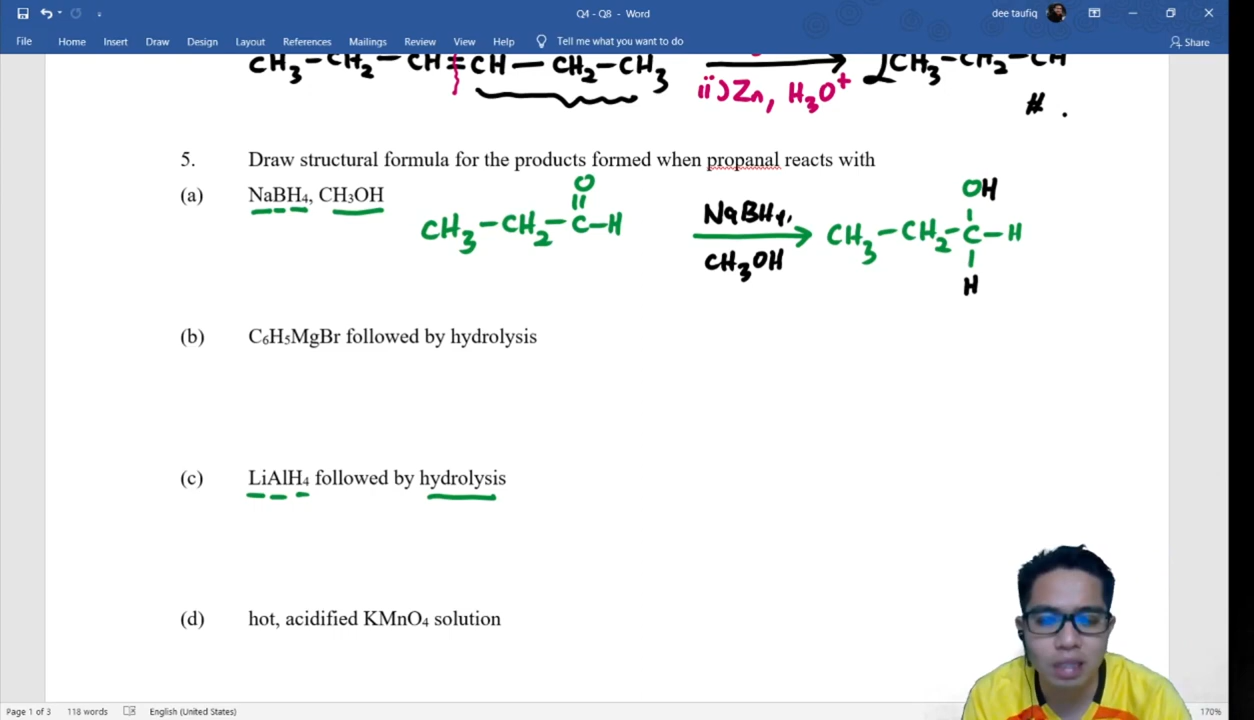 Q4 - Q8 - Word
dee taufiq
File Home Insert Draw Design Layout References Mailings Review View Help Tell me what you want to do Share
CH3-CH2-CH=CH-CH2-CH3 2CH3-CH2-CH
ii) Zn, H3O+
# .
5. Draw structural formula for the products formed when propanal reacts with
(a) NaBH4, CH3OH
O
||
CH3-CH2-C-H
NaBH4,
CH3OH
OH
|
CH3-CH2-C-H
|
H
(b) C6H5MgBr followed by hydrolysis
(c) LiAlH4 followed by hydrolysis
(d) hot, acidified KMnO4 solution
Page 1 of 3 118 words English (United States) 170%